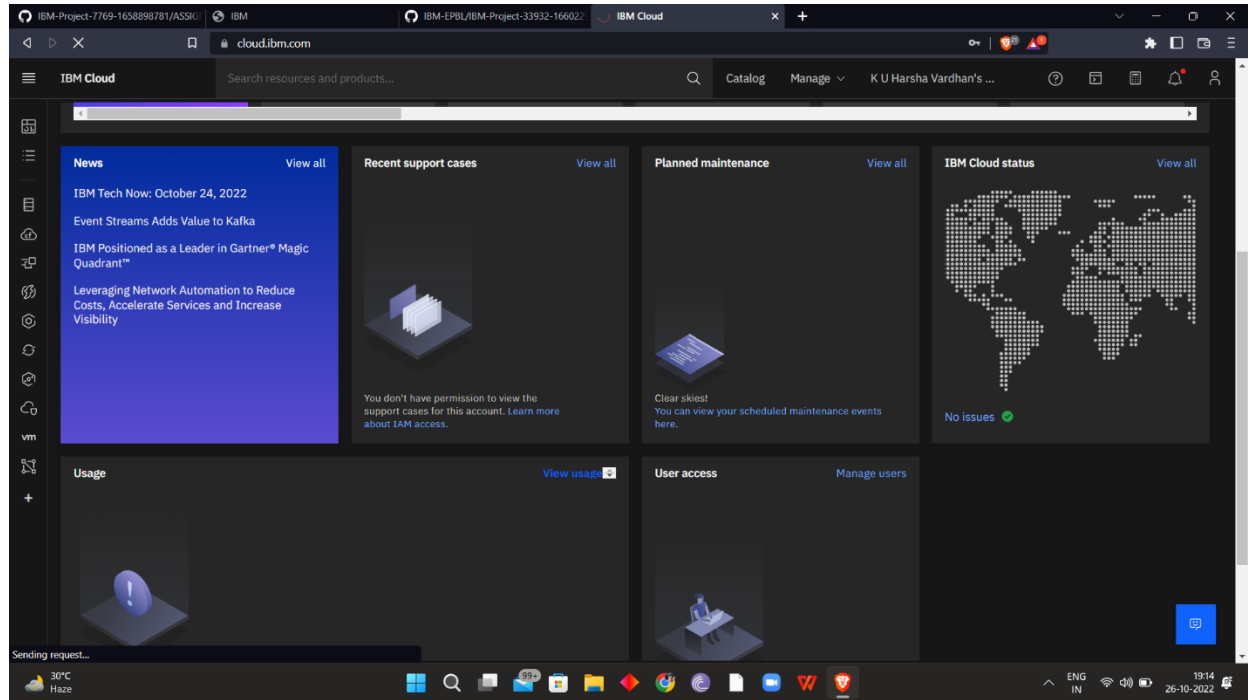 IBM-Project-7769-1658898781/ASSIG
IBM
IBM-EPBL/IBM-Project-33932-166022
IBM Cloud
cloud.ibm.com
21
1
IBM Cloud
Search resources and products...
Catalog
Manage
K U Harsha Vardhan's ...
News
View all
IBM Tech Now: October 24, 2022
Event Streams Adds Value to Kafka
IBM Positioned as a Leader in Gartner® Magic
Quadrant™
Leveraging Network Automation to Reduce
Costs, Accelerate Services and Increase
Visibility
Recent support cases
View all
You don't have permission to view the
support cases for this account. Learn more
about IAM access.
Planned maintenance
View all
Clear skies!
You can view your scheduled maintenance events
here.
IBM Cloud status
View all
No issues
vm
Usage
View usage
User access
Manage users
Sending request...
30°C
Haze
99+
ENG
IN
19:14
26-10-2022